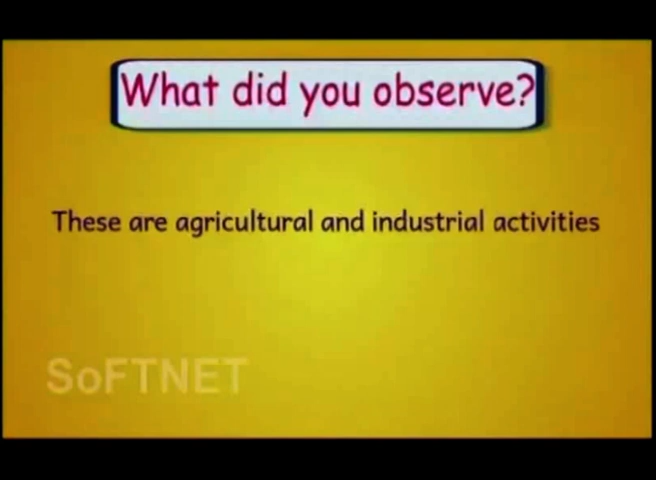 What did you observe?
These are agricultural and industrial activities
SoFTNET